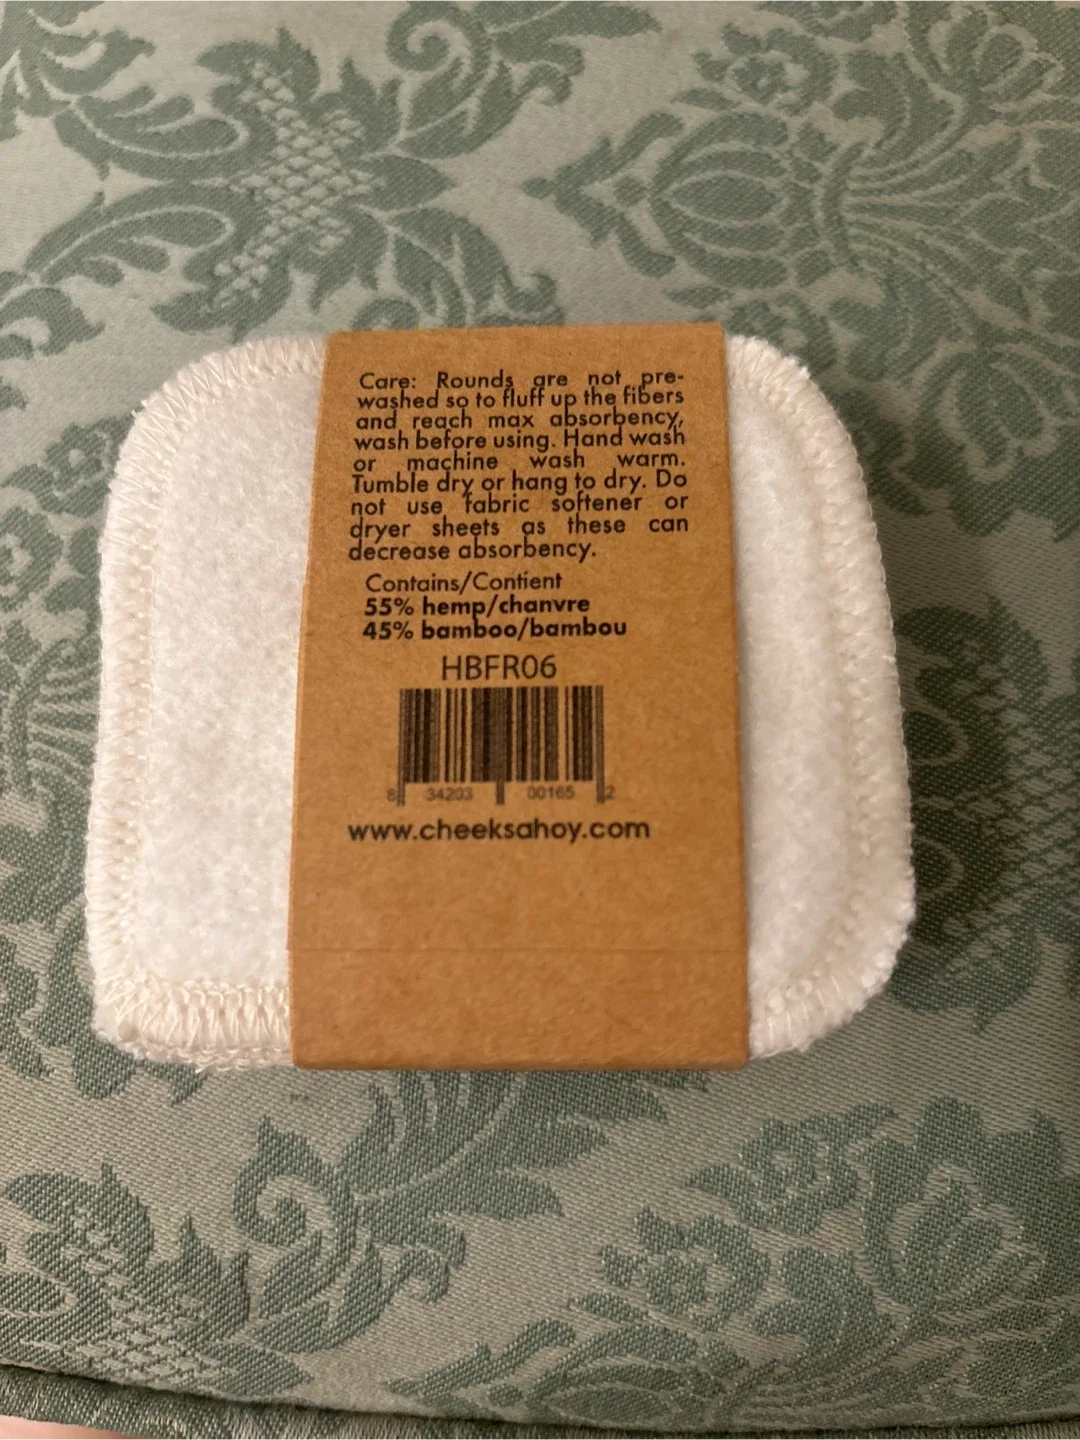 Care: Rounds are not pre-
washed so to fluff up the fibers
and reach max absorbency,
wash before using. Hand wash
or machine wash warm.
Tumble dry or hang to dry. Do
not use fabric softener or
dryer sheets as these can
decrease absorbency.
Contains/Contient
55% hemp/chanvre
45% bamboo/bambou
HBFR06
8 34203 00165 2
www.cheeksahoy.com